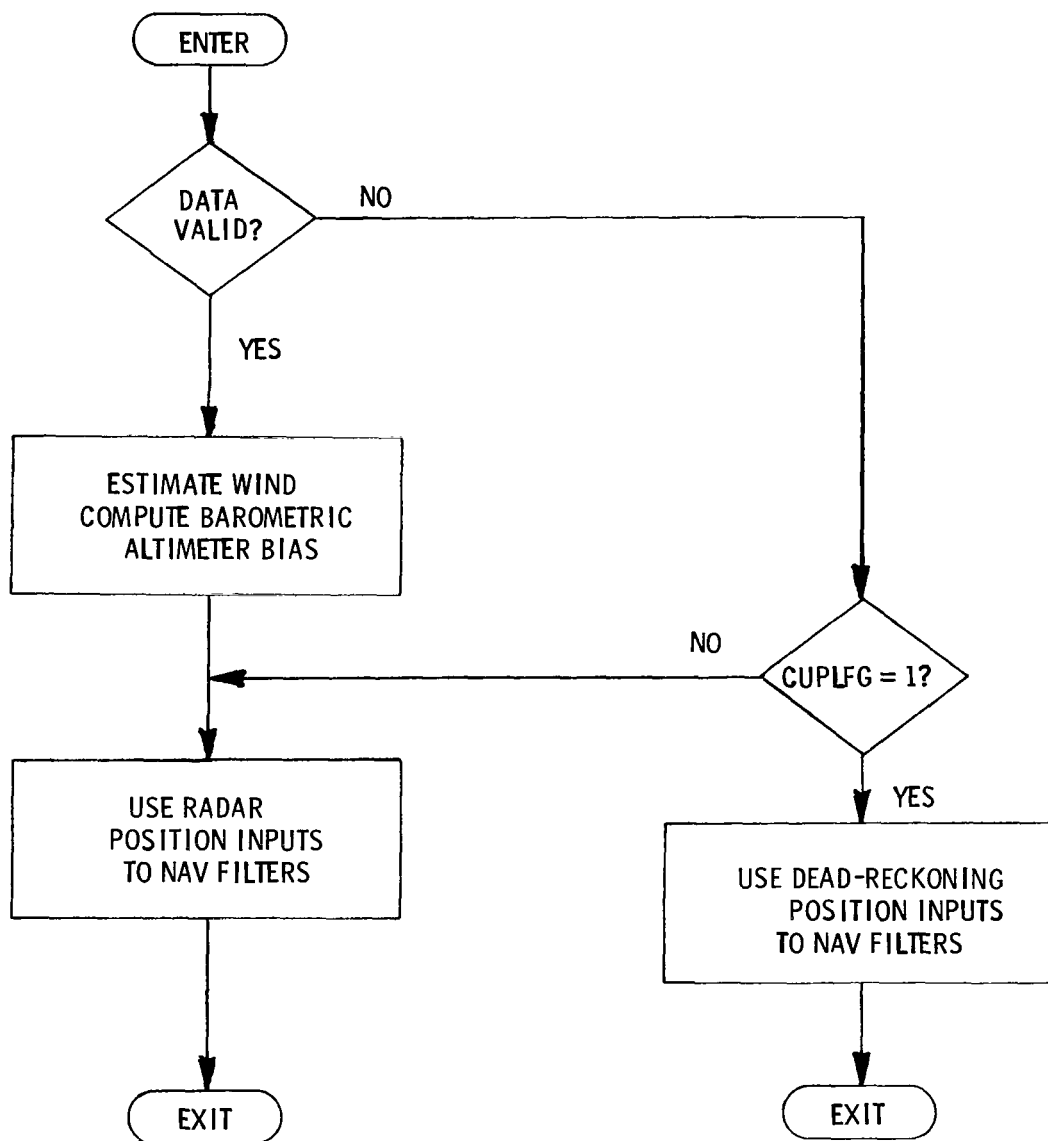 ENTER
DATA
VALID?
NO
YES
ESTIMATE WIND
COMPUTE BAROMETRIC
ALTIMETER BIAS
NO
CUPLFG = 1?
YES
USE RADAR
POSITION INPUTS
TO NAV FILTERS
USE DEAD-RECKONING
POSITION INPUTS
TO NAV FILTERS
EXIT
EXIT